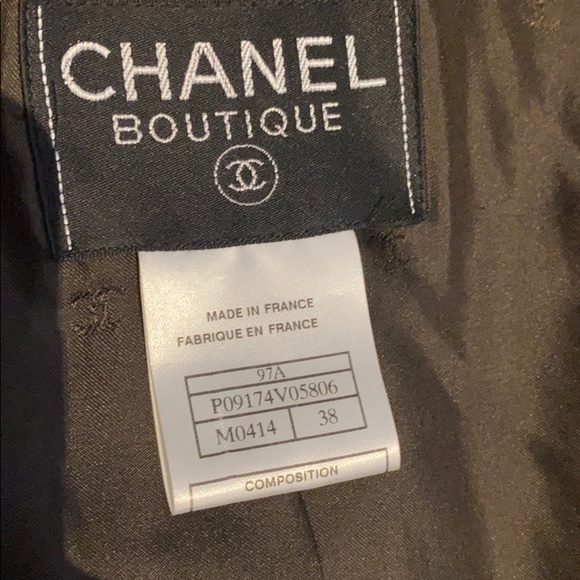 CHANEL
BOUTIQUE
MADE IN FRANCE
FABRIQUE EN FRANCE
97A
P09174V05806
M0414 38
COMPOSITION